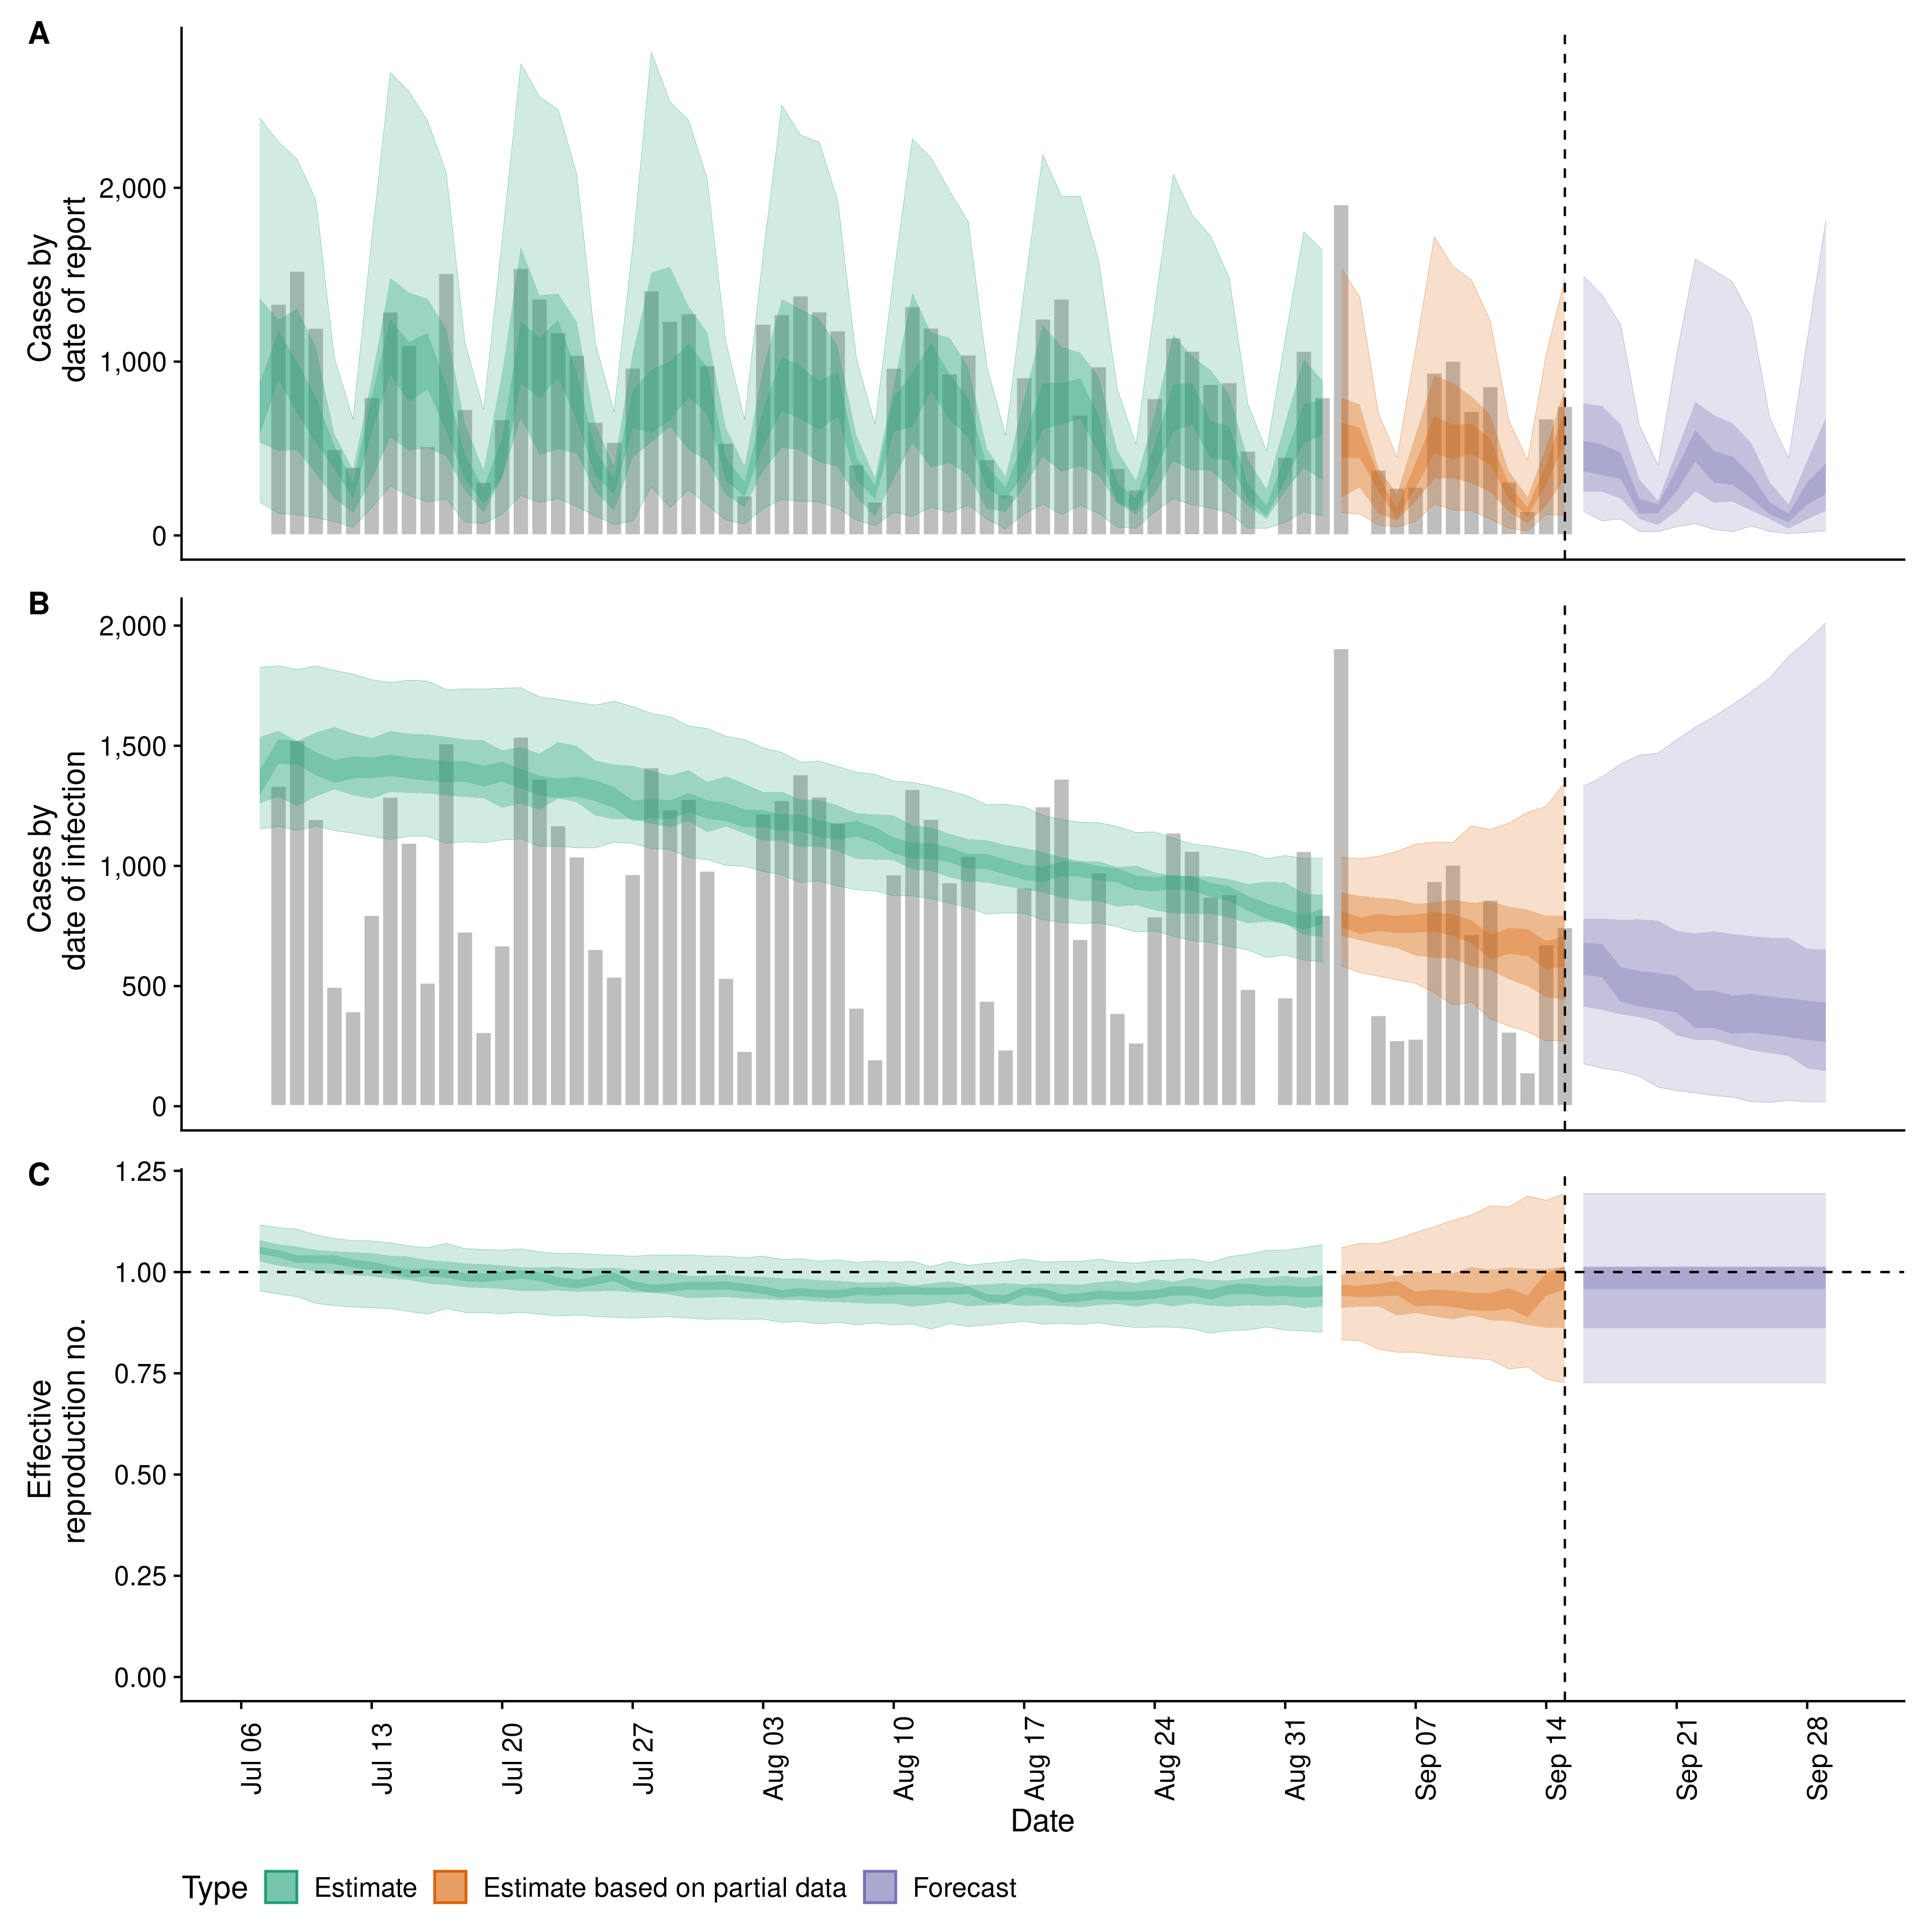 A
Cases by
date of report
2,000
1,000
0
B
Cases by
date of infection
2,000
1,500
1,000
500
0
C
Effective
reproduction no.
1.25
1.00
0.75
0.50
0.25
0.00
Jul 06
Jul 13
Jul 20
Jul 27
Aug 03
Aug 10
Aug 17
Aug 24
Aug 31
Sep 07
Sep 14
Sep 21
Sep 28
Date
Type Estimate Estimate based on partial data Forecast